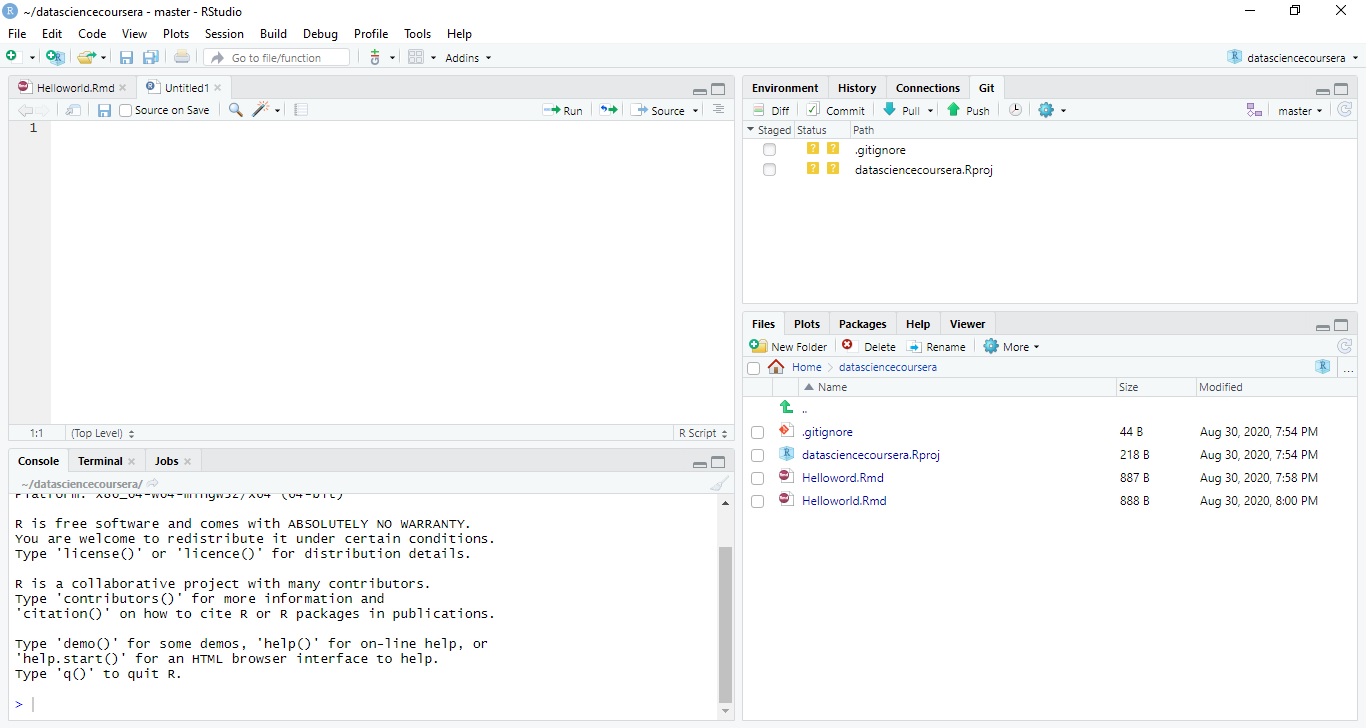 ~/datasciencecoursera - master - RStudio
File Edit Code View Plots Session Build Debug Profile Tools Help
Go to file/function Addins datasciencecoursera
Helloworld.Rmd Untitled1
Source on Save Run Source
1
1:1 (Top Level) R Script
Console Terminal Jobs
~/datasciencecoursera/
Platform: x86_64-w64-mingw32/x64 (64-bit)
R is free software and comes with ABSOLUTELY NO WARRANTY.
You are welcome to redistribute it under certain conditions.
Type 'license()' or 'licence()' for distribution details.
R is a collaborative project with many contributors.
Type 'contributors()' for more information and
'citation()' on how to cite R or R packages in publications.
Type 'demo()' for some demos, 'help()' for on-line help, or
'help.start()' for an HTML browser interface to help.
Type 'q()' to quit R.
>
Environment History Connections Git
Diff Commit Pull Push master
Staged Status Path
? ? .gitignore
? ? datasciencecoursera.Rproj
Files Plots Packages Help Viewer
New Folder Delete Rename More
Home datasciencecoursera ...
Name Size Modified
..
.gitignore 44 B Aug 30, 2020, 7:54 PM
datasciencecoursera.Rproj 218 B Aug 30, 2020, 7:54 PM
Helloword.Rmd 887 B Aug 30, 2020, 7:58 PM
Helloworld.Rmd 888 B Aug 30, 2020, 8:00 PM